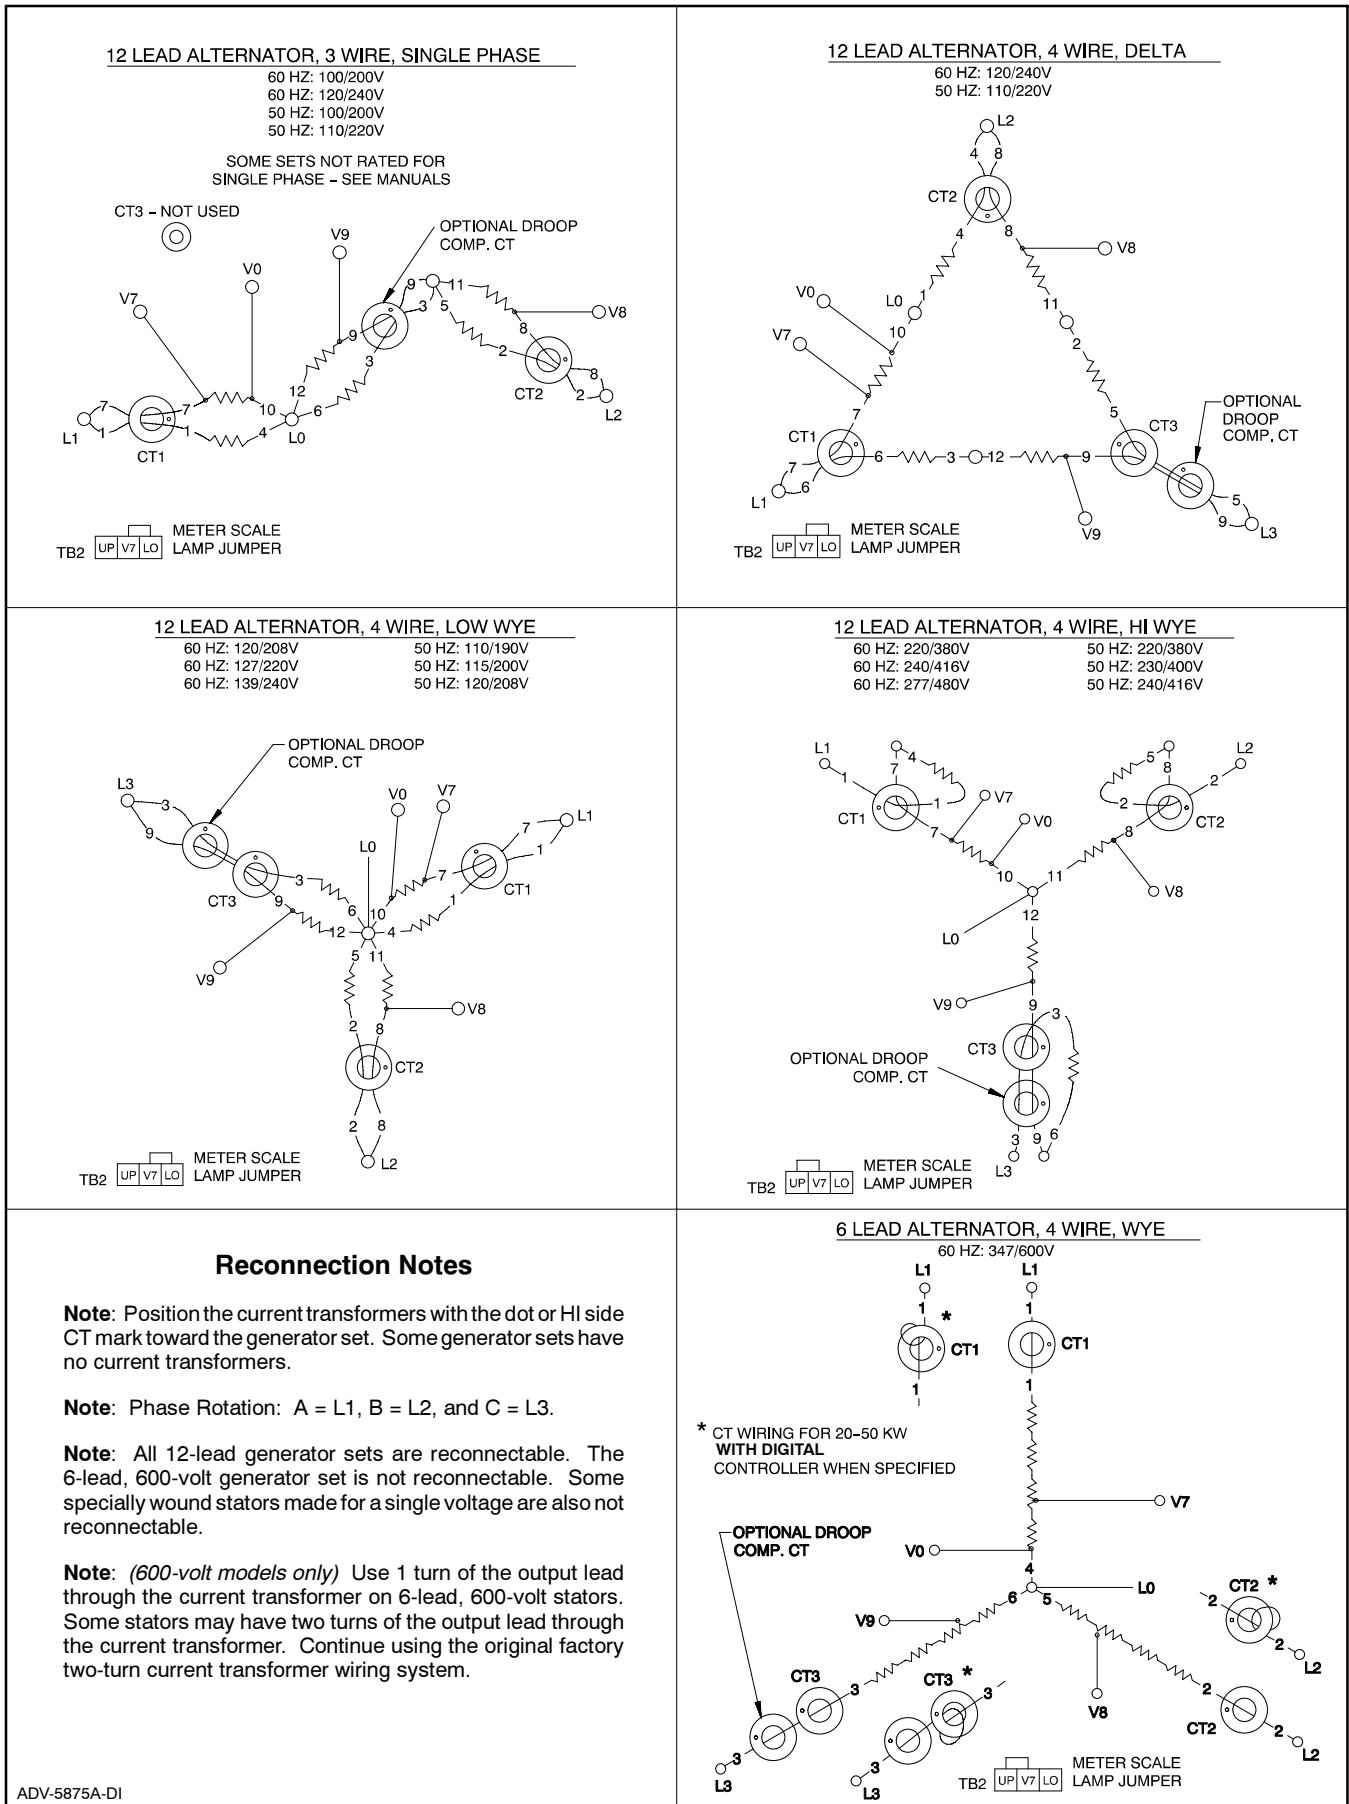 12 LEAD ALTERNATOR, 3 WIRE, SINGLE PHASE
60 HZ: 100/200V
60 HZ: 120/240V
50 HZ: 100/200V
50 HZ: 110/220V
SOME SETS NOT RATED FOR
SINGLE PHASE – SEE MANUALS
CT3 – NOT USED
OPTIONAL DROOP
COMP. CT
V9
V0
V7
V8
9
11
3
5
8
9
3
2
8
2
CT2
L2
12
6
10
L0
4
7
1
7
1
L1
CT1
TB2
UP V7 LO
METER SCALE
LAMP JUMPER
12 LEAD ALTERNATOR, 4 WIRE, DELTA
60 HZ: 120/240V
50 HZ: 110/220V
L2
4 8
CT2
4
8
V8
1
11
L0
V0
10
2
V7
7
5
CT1
CT3
OPTIONAL
DROOP
COMP. CT
6
3
12
9
7
6
L1
5
9
L3
V9
TB2
UP V7 LO
METER SCALE
LAMP JUMPER
12 LEAD ALTERNATOR, 4 WIRE, LOW WYE
60 HZ: 120/208V 50 HZ: 110/190V
60 HZ: 127/220V 50 HZ: 115/200V
60 HZ: 139/240V 50 HZ: 120/208V
OPTIONAL DROOP
COMP. CT
L3
3
9
V0
V7
L1
7
1
L0
CT3
3
9
7
1
CT1
6
10
12
4
5
11
V9
V8
2
8
CT2
2
8
L2
TB2
UP V7 LO
METER SCALE
LAMP JUMPER
12 LEAD ALTERNATOR, 4 WIRE, HI WYE
60 HZ: 220/380V 50 HZ: 220/380V
60 HZ: 240/416V 50 HZ: 230/400V
60 HZ: 277/480V 50 HZ: 240/416V
L1
1
7
4
5
8
2
L2
1
2
CT1
CT2
7
V7
V0
8
10
11
V8
12
L0
V9
9
3
CT3
OPTIONAL DROOP
COMP. CT
3
9
6
L3
TB2
UP V7 LO
METER SCALE
LAMP JUMPER
Reconnection Notes
Note: Position the current transformers with the dot or HI side
CT mark toward the generator set. Some generator sets have
no current transformers.
Note: Phase Rotation: A = L1, B = L2, and C = L3.
Note: All 12-lead generator sets are reconnectable. The
6-lead, 600-volt generator set is not reconnectable. Some
specially wound stators made for a single voltage are also not
reconnectable.
Note: (600-volt models only) Use 1 turn of the output lead
through the current transformer on 6-lead, 600-volt stators.
Some stators may have two turns of the output lead through
the current transformer. Continue using the original factory
two-turn current transformer wiring system.
ADV-5875A-DI
6 LEAD ALTERNATOR, 4 WIRE, WYE
60 HZ: 347/600V
L1
L1
1
*
1
CT1
CT1
1
1
* CT WIRING FOR 20–50 KW
WITH DIGITAL
CONTROLLER WHEN SPECIFIED
V7
OPTIONAL DROOP
COMP. CT
V0
4
L0
6
5
V9
2
CT2 *
2
L2
V8
CT3
3
CT3 *
3
2
CT2
2
L2
3
L3
3
L3
TB2
UP V7 LO
METER SCALE
LAMP JUMPER